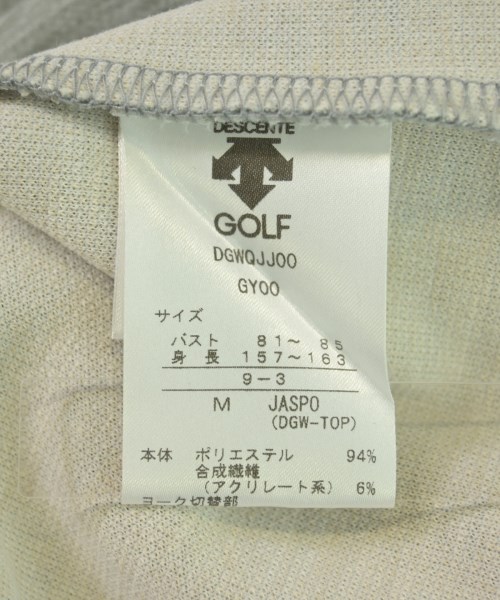 DESCENTE
GOLF
DGWQJJ00
GY00
サイズ
バスト 81～ 85
身長 157～163
9－3
M JASPO
(DGW-TOP)
本体 ポリエステル 94%
合成繊維
(アクリレート系) 6%
ヨーク切替部